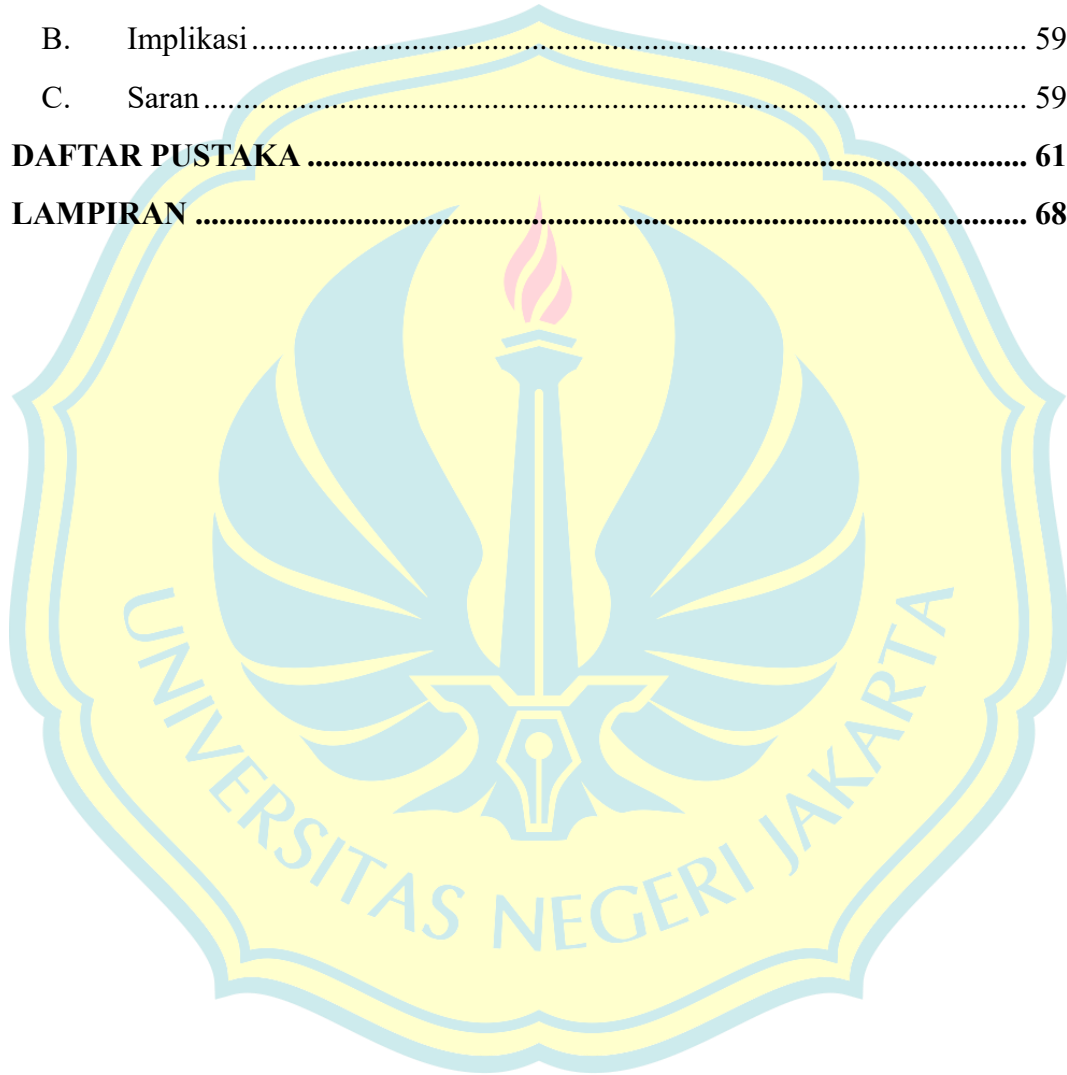 B. Implikasi ........................................................................................................ 59
C. Saran .............................................................................................................. 59
DAFTAR PUSTAKA ............................................................................................. 61
LAMPIRAN ........................................................................................................... 68
UNIVERSITAS NEGERI JAKARTA